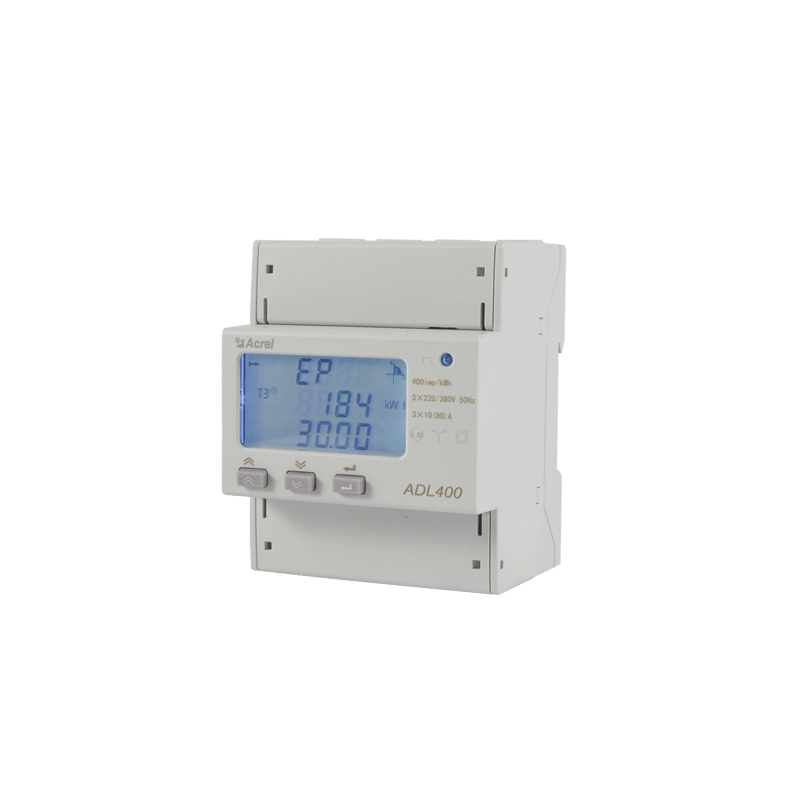 Acrel
EP
T3
184
kW
30.00
400imp/kWh
3×220/380V 50Hz
3×10(80)A
ADL400